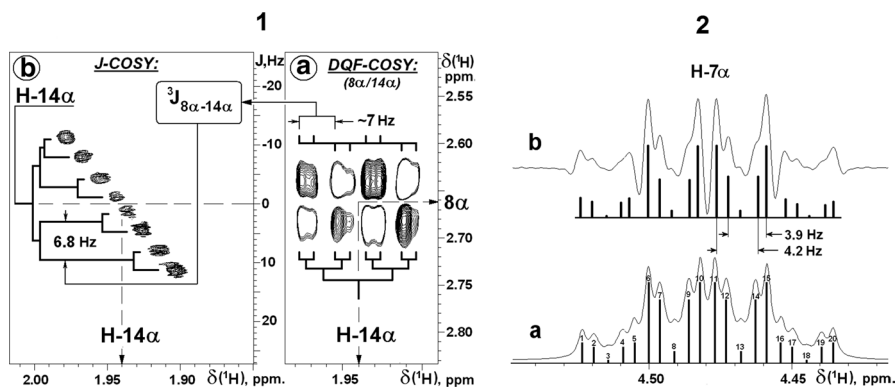 1
2
b
J-COSY:
J,Hz
a
DQF-COSY:
(8α/14α)
δ(¹H)
ppm.
H-14α
³J8α-14α
~7 Hz
-20
-10
0
10
20
6.8 Hz
H-14α
2.00
1.95
1.90
δ(¹H), ppm.
2.55
2.60
8α
2.70
2.75
2.80
H-14α
1.95
δ(¹H), ppm.
H-7α
b
3.9 Hz
4.2 Hz
a
1 2 3 4 5 6 7 8 9 10 11 12 13 14 15 16 17 18 19 20
4.50
4.45
δ(¹H), ppm.